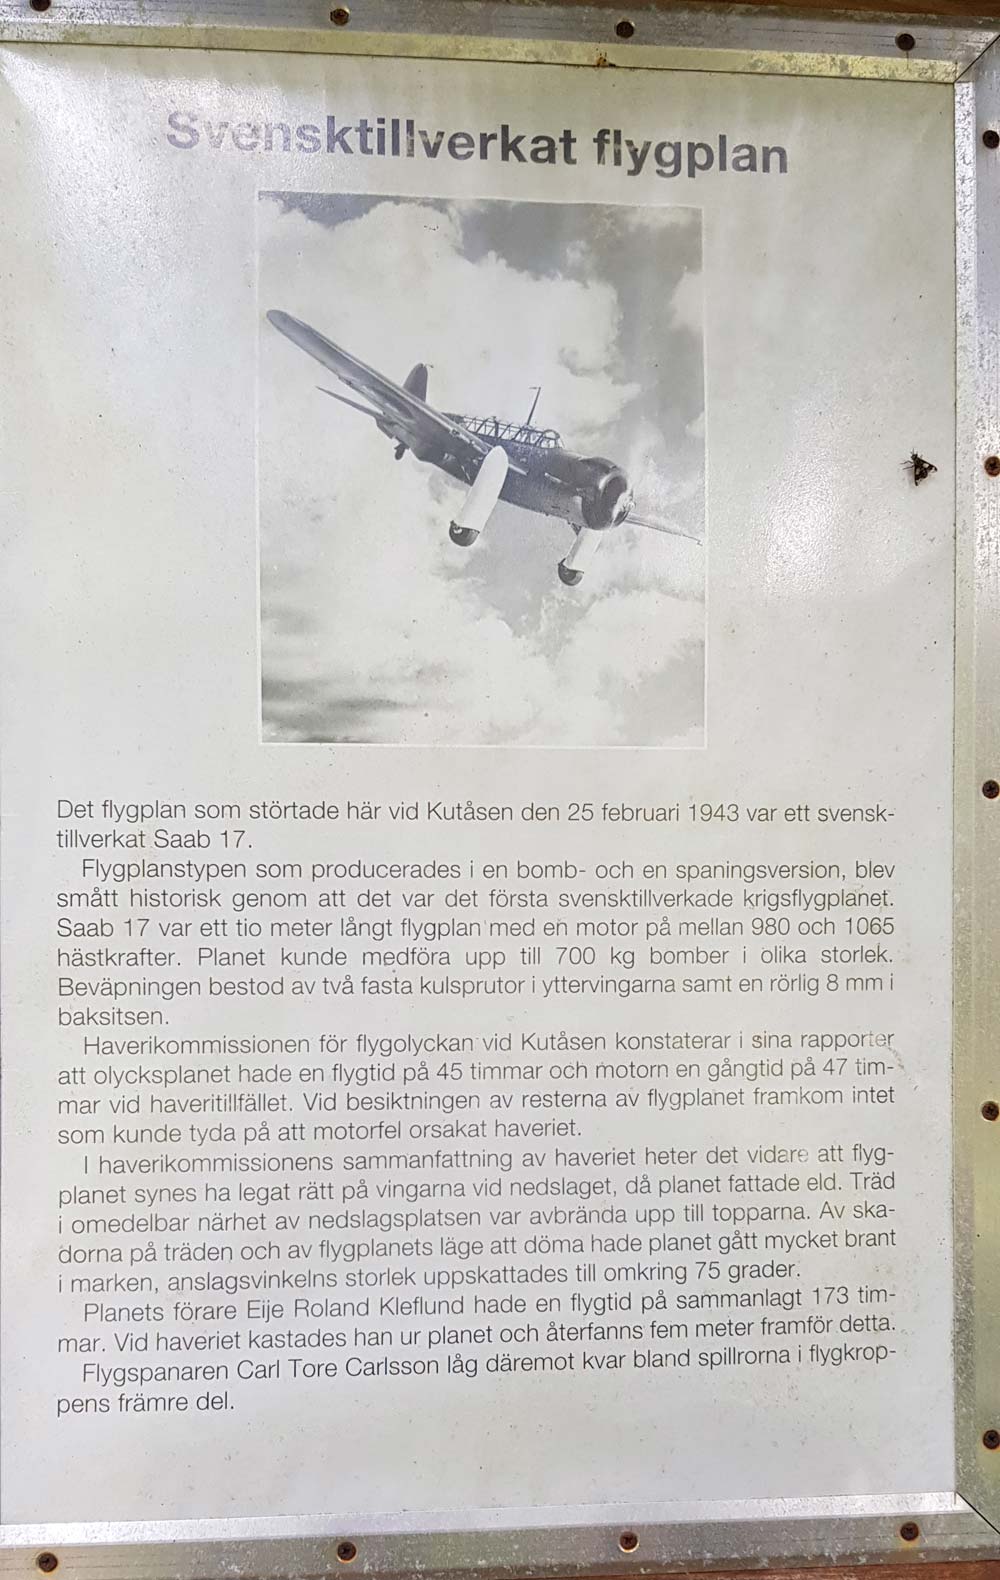 Svensktillverkat flygplan
Det flygplan som störtade här vid Kutåsen den 25 februari 1943 var ett svensk-
tillverkat Saab 17.
Flygplanstypen som producerades i en bomb- och en spaningsversion, blev
smått historisk genom att det var det första svensktillverkade krigsflygplanet.
Saab 17 var ett tio meter långt flygplan med en motor på mellan 980 och 1065
hästkrafter. Planet kunde medföra upp till 700 kg bomber i olika storlek.
Beväpningen bestod av två fasta kulsprutor i yttervingarna samt en rörlig 8 mm i
baksitsen.
Haverikommissionen för flygolyckan vid Kutåsen konstaterar i sina rapporter
att olycksplanet hade en flygtid på 45 timmar och motorn en gångtid på 47 tim-
mar vid haveritillfället. Vid besiktningen av resterna av flygplanet framkom intet
som kunde tyda på att motorfel orsakat haveriet.
I haverikommissionens sammanfattning av haveriet heter det vidare att flyg-
planet synes ha legat rätt på vingarna vid nedslaget, då planet fattade eld. Träd
i omedelbar närhet av nedslagsplatsen var avbrända upp till topparna. Av ska-
dorna på träden och av flygplanets läge att döma hade planet gått mycket brant
i marken, anslagsvinkelns storlek uppskattades till omkring 75 grader.
Planets förare Eije Roland Kleflund hade en flygtid på sammanlagt 173 tim-
mar. Vid haveriet kastades han ur planet och återfanns fem meter framför detta.
Flygspanaren Carl Tore Carlsson låg däremot kvar bland spillrorna i flygkrop-
pens främre del.